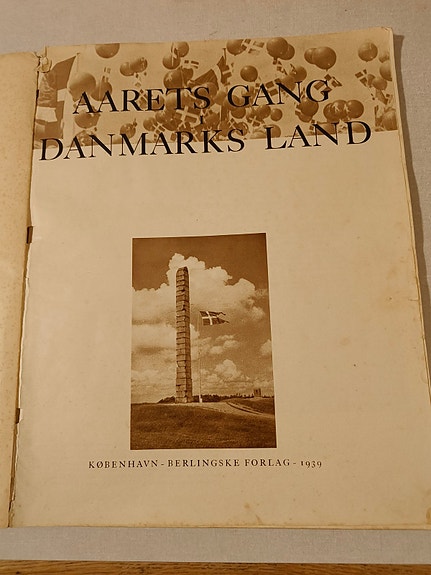 AARETS GANG
I
DANMARKS LAND
KØBENHAVN - BERLINGSKE FORLAG - 1939